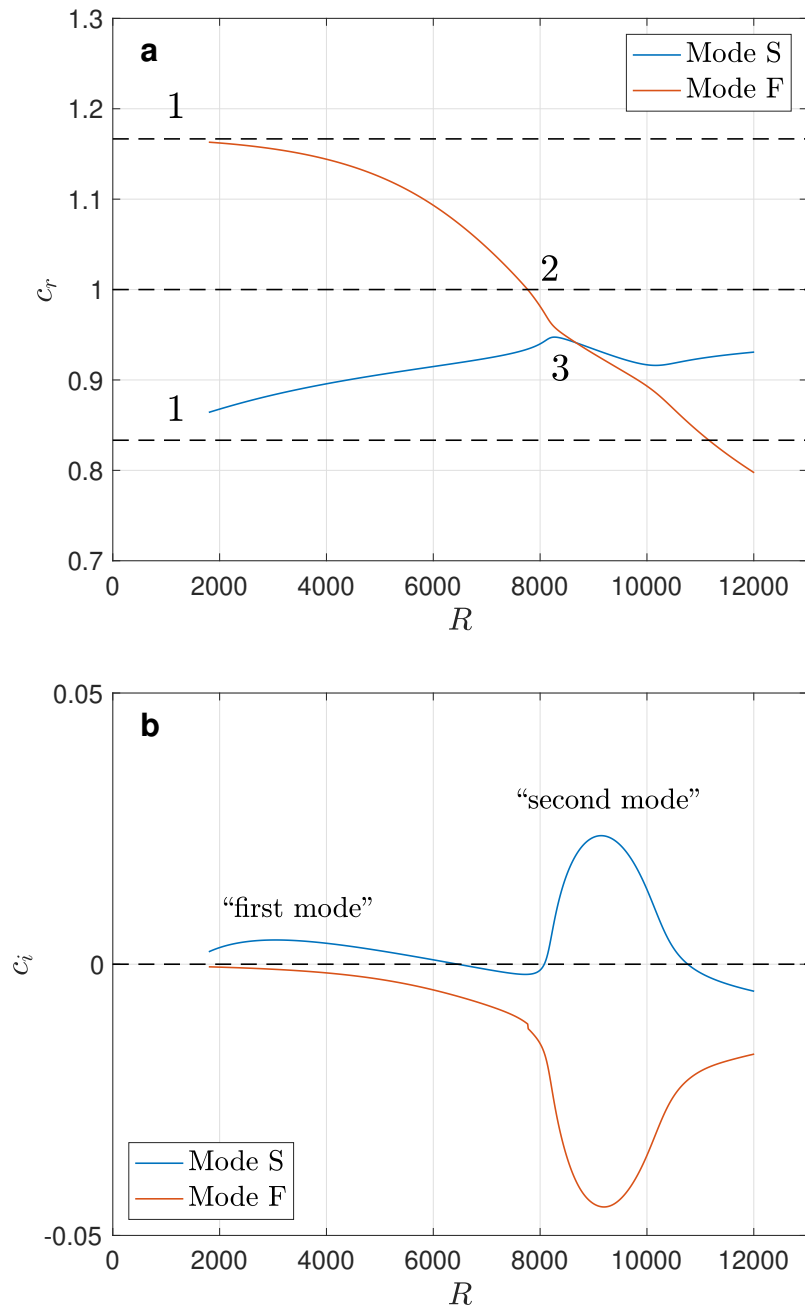 a
1.3
Mode S
Mode F
1.2
1
1.1
2
1
c_r
3
0.9
1
0.8
0.7
0 2000 4000 6000 8000 10000 12000
R
0.05
b
“second mode”
“first mode”
0
c_i
Mode S
Mode F
-0.05
0 2000 4000 6000 8000 10000 12000
R